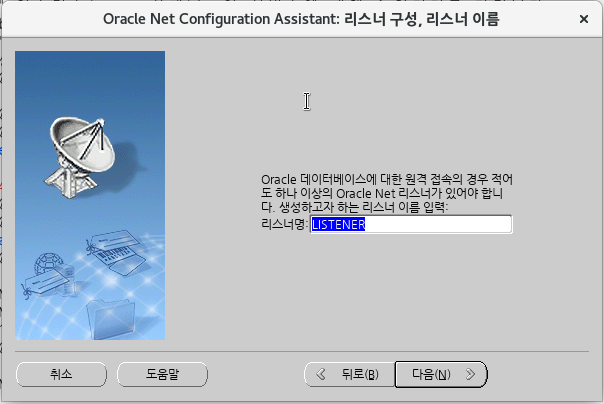 Oracle Net Configuration Assistant: 리스너 구성, 리스너 이름
Oracle 데이터베이스에 대한 원격 접속의 경우 적어
도 하나 이상의 Oracle Net 리스너가 있어야 합니
다. 생성하고자 하는 리스너 이름 입력:
리스너명: LISTENER
취소 도움말 뒤로(B) 다음(N)